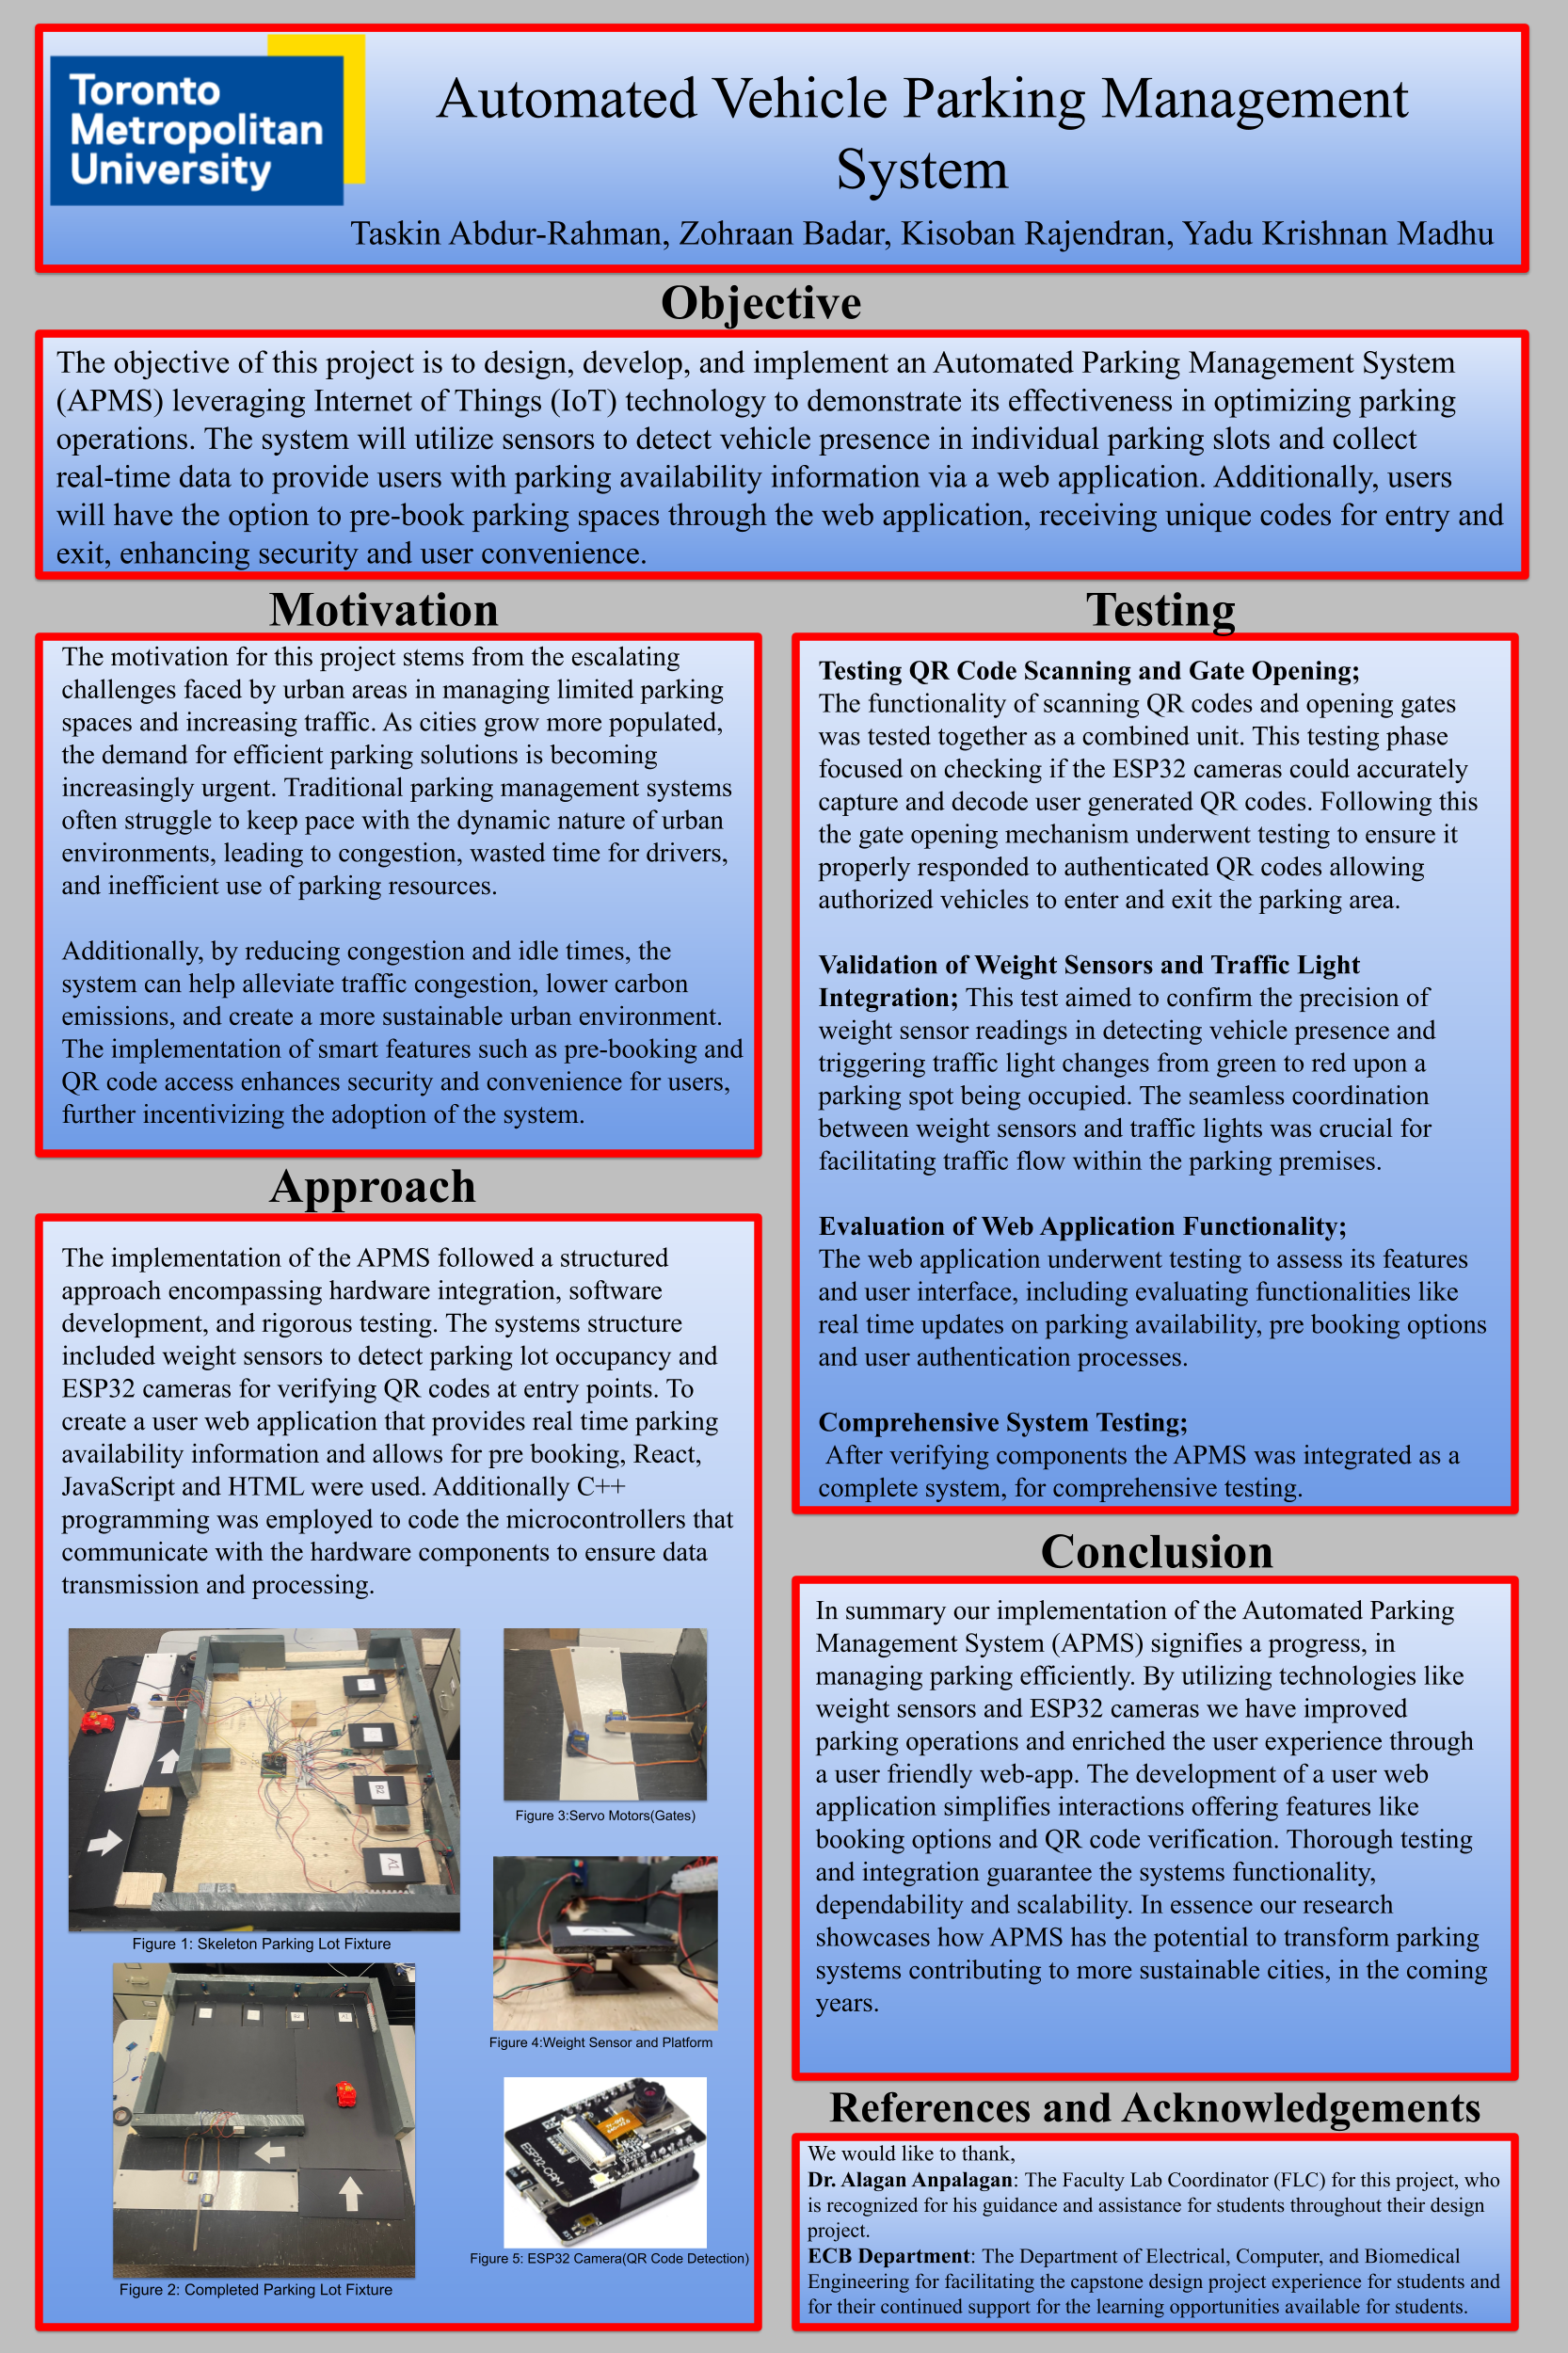 Toronto
Metropolitan
University
Automated Vehicle Parking Management
System
Taskin Abdur-Rahman, Zohraan Badar, Kisoban Rajendran, Yadu Krishnan Madhu
Objective
The objective of this project is to design, develop, and implement an Automated Parking Management System
(APMS) leveraging Internet of Things (IoT) technology to demonstrate its effectiveness in optimizing parking
operations. The system will utilize sensors to detect vehicle presence in individual parking slots and collect
real-time data to provide users with parking availability information via a web application. Additionally, users
will have the option to pre-book parking spaces through the web application, receiving unique codes for entry and
exit, enhancing security and user convenience.
Motivation
The motivation for this project stems from the escalating
challenges faced by urban areas in managing limited parking
spaces and increasing traffic. As cities grow more populated,
the demand for efficient parking solutions is becoming
increasingly urgent. Traditional parking management systems
often struggle to keep pace with the dynamic nature of urban
environments, leading to congestion, wasted time for drivers,
and inefficient use of parking resources.
Additionally, by reducing congestion and idle times, the
system can help alleviate traffic congestion, lower carbon
emissions, and create a more sustainable urban environment.
The implementation of smart features such as pre-booking and
QR code access enhances security and convenience for users,
further incentivizing the adoption of the system.
Approach
The implementation of the APMS followed a structured
approach encompassing hardware integration, software
development, and rigorous testing. The systems structure
included weight sensors to detect parking lot occupancy and
ESP32 cameras for verifying QR codes at entry points. To
create a user web application that provides real time parking
availability information and allows for pre booking, React,
JavaScript and HTML were used. Additionally C++
programming was employed to code the microcontrollers that
communicate with the hardware components to ensure data
transmission and processing.
B2
A1
Figure 1: Skeleton Parking Lot Fixture
Figure 2: Completed Parking Lot Fixture
Figure 3:Servo Motors(Gates)
Figure 4:Weight Sensor and Platform
ESP32-CAM
Figure 5: ESP32 Camera(QR Code Detection)
Testing
Testing QR Code Scanning and Gate Opening;
The functionality of scanning QR codes and opening gates
was tested together as a combined unit. This testing phase
focused on checking if the ESP32 cameras could accurately
capture and decode user generated QR codes. Following this
the gate opening mechanism underwent testing to ensure it
properly responded to authenticated QR codes allowing
authorized vehicles to enter and exit the parking area.
Validation of Weight Sensors and Traffic Light
Integration; This test aimed to confirm the precision of
weight sensor readings in detecting vehicle presence and
triggering traffic light changes from green to red upon a
parking spot being occupied. The seamless coordination
between weight sensors and traffic lights was crucial for
facilitating traffic flow within the parking premises.
Evaluation of Web Application Functionality;
The web application underwent testing to assess its features
and user interface, including evaluating functionalities like
real time updates on parking availability, pre booking options
and user authentication processes.
Comprehensive System Testing;
After verifying components the APMS was integrated as a
complete system, for comprehensive testing.
Conclusion
In summary our implementation of the Automated Parking
Management System (APMS) signifies a progress, in
managing parking efficiently. By utilizing technologies like
weight sensors and ESP32 cameras we have improved
parking operations and enriched the user experience through
a user friendly web-app. The development of a user web
application simplifies interactions offering features like
booking options and QR code verification. Thorough testing
and integration guarantee the systems functionality,
dependability and scalability. In essence our research
showcases how APMS has the potential to transform parking
systems contributing to more sustainable cities, in the coming
years.
References and Acknowledgements
We would like to thank,
Dr. Alagan Anpalagan: The Faculty Lab Coordinator (FLC) for this project, who
is recognized for his guidance and assistance for students throughout their design
project.
ECB Department: The Department of Electrical, Computer, and Biomedical
Engineering for facilitating the capstone design project experience for students and
for their continued support for the learning opportunities available for students.